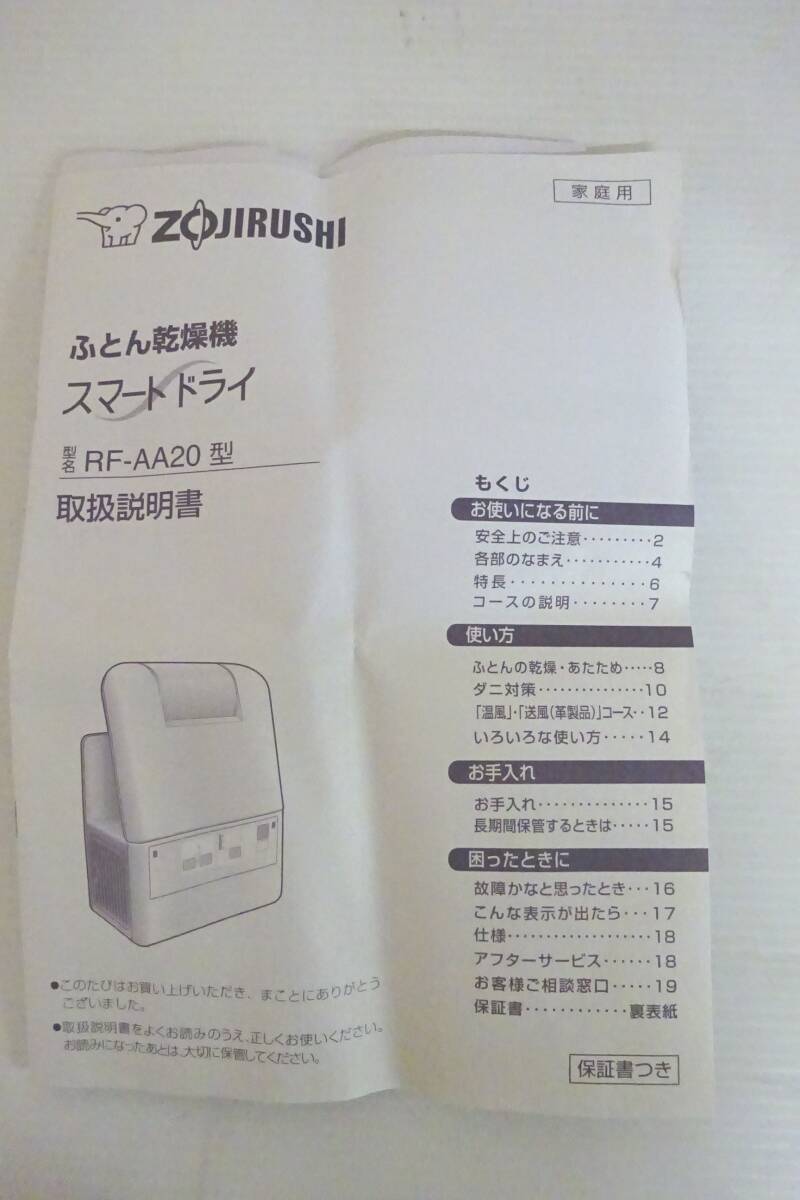 ZOJIRUSHI
家庭用
ふとん乾燥機
スマートドライ
型名 RF-AA20 型
取扱説明書
●このたびはお買い上げいただき、まことにありがとう
ございました。
●取扱説明書をよくお読みのうえ、正しくお使いください。
お読みになったあとは、大切に保管してください。
もくじ
お使いになる前に
安全上のご注意·········2
各部のなまえ···········4
特長···············6
コースの説明········7
使い方
ふとんの乾燥・あたため·····8
ダニ対策···············10
「温風」・「送風(革製品)」コース··12
いろいろな使い方·····14
お手入れ
お手入れ··············15
長期間保管するときは·····15
困ったときに
故障かなと思ったとき···16
こんな表示が出たら···17
仕様···················18
アフターサービス······18
お客様ご相談窓口·····19
保証書············裏表紙
保証書つき